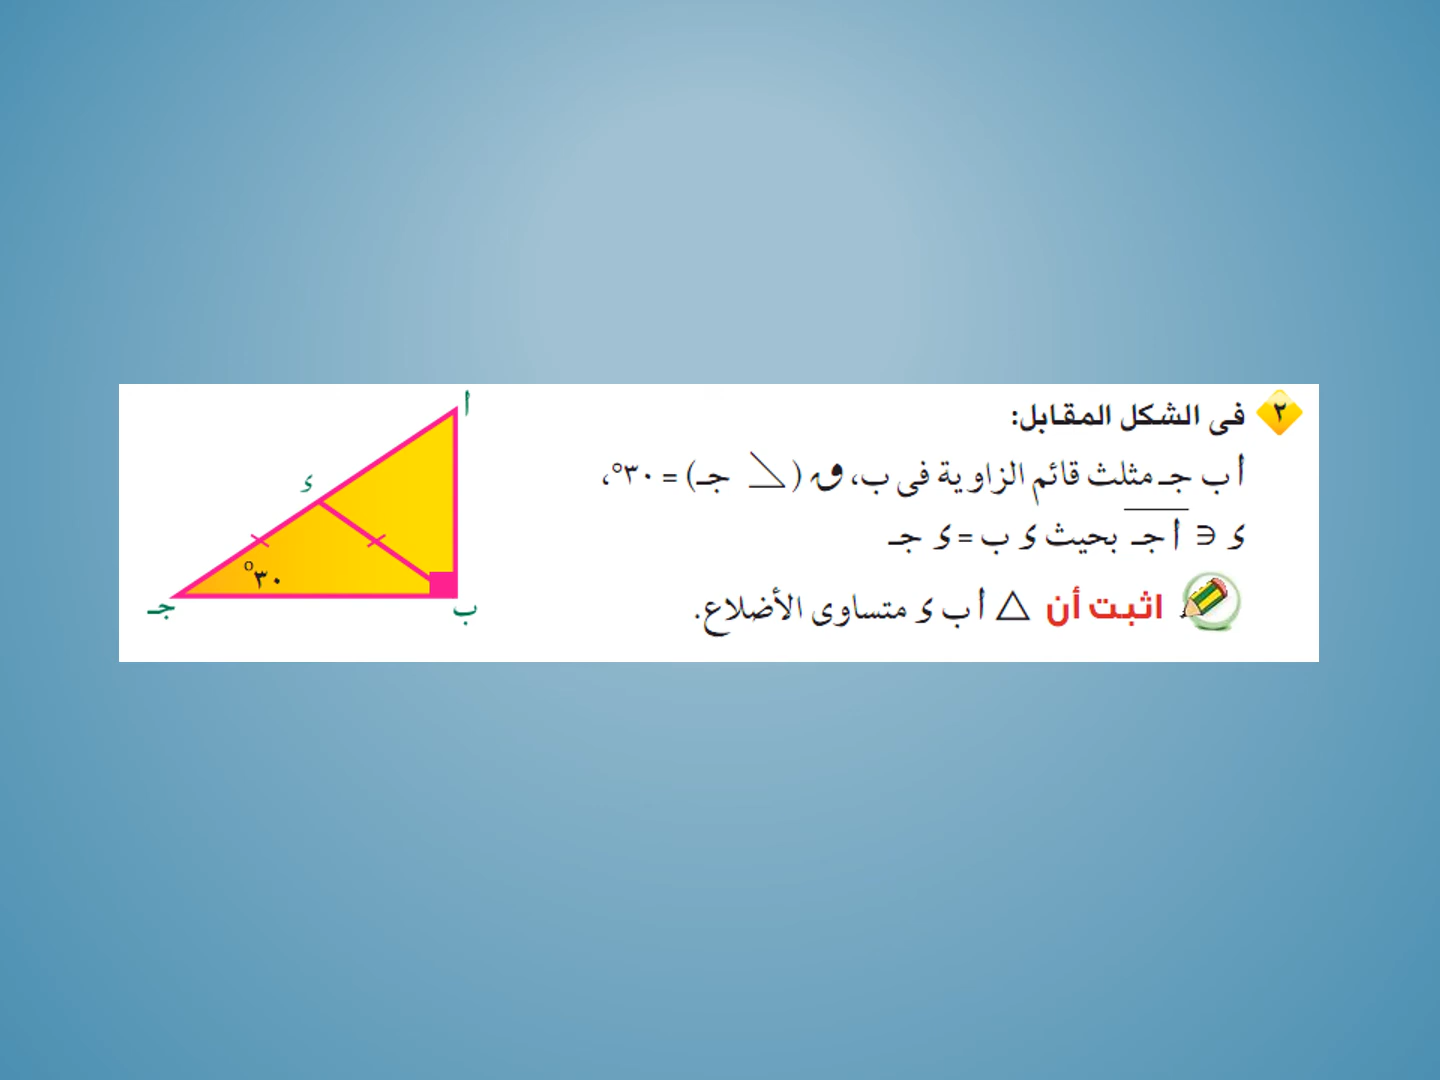 ٢ فى الشكل المقابل:
أ ب جـ مثلث قائم الزاوية فى ب، ق (∠ جـ) = ٣٠°،
ى ∈ أ جـ بحيث ى ب = ى جـ
اثبت أن △ أ ب ى متساوى الأضلاع.
أ
ى
٣٠°
جـ
ب